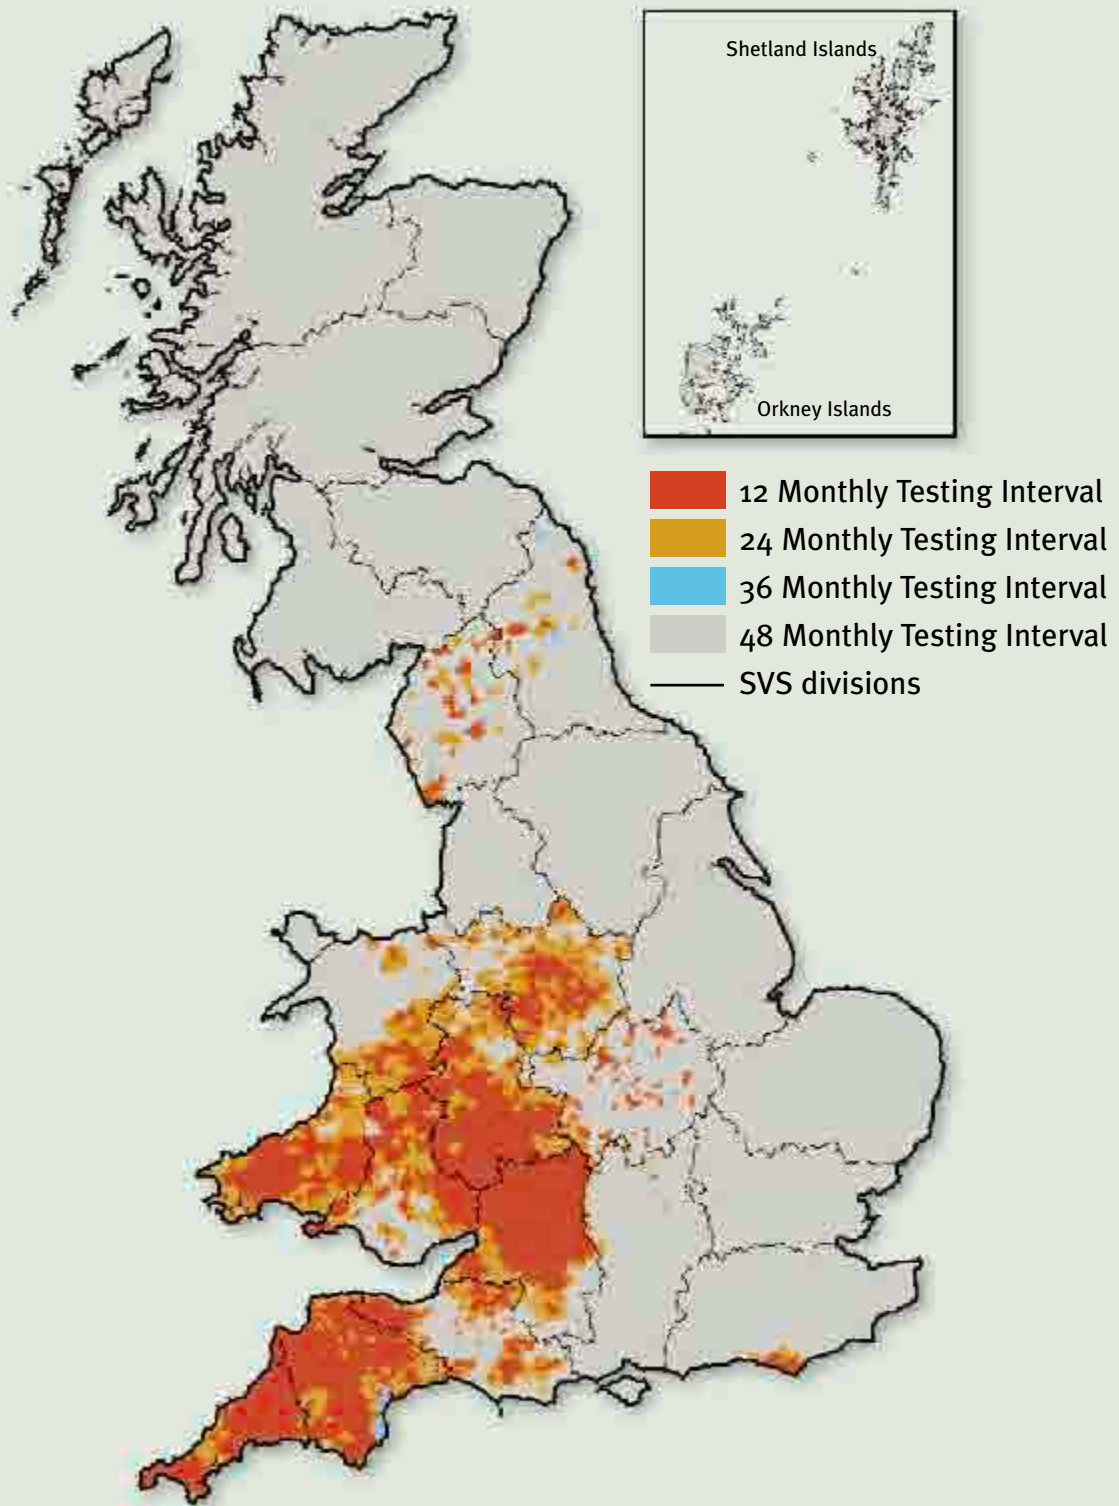 Shetland Islands
Orkney Islands
12 Monthly Testing Interval
24 Monthly Testing Interval
36 Monthly Testing Interval
48 Monthly Testing Interval
SVS divisions